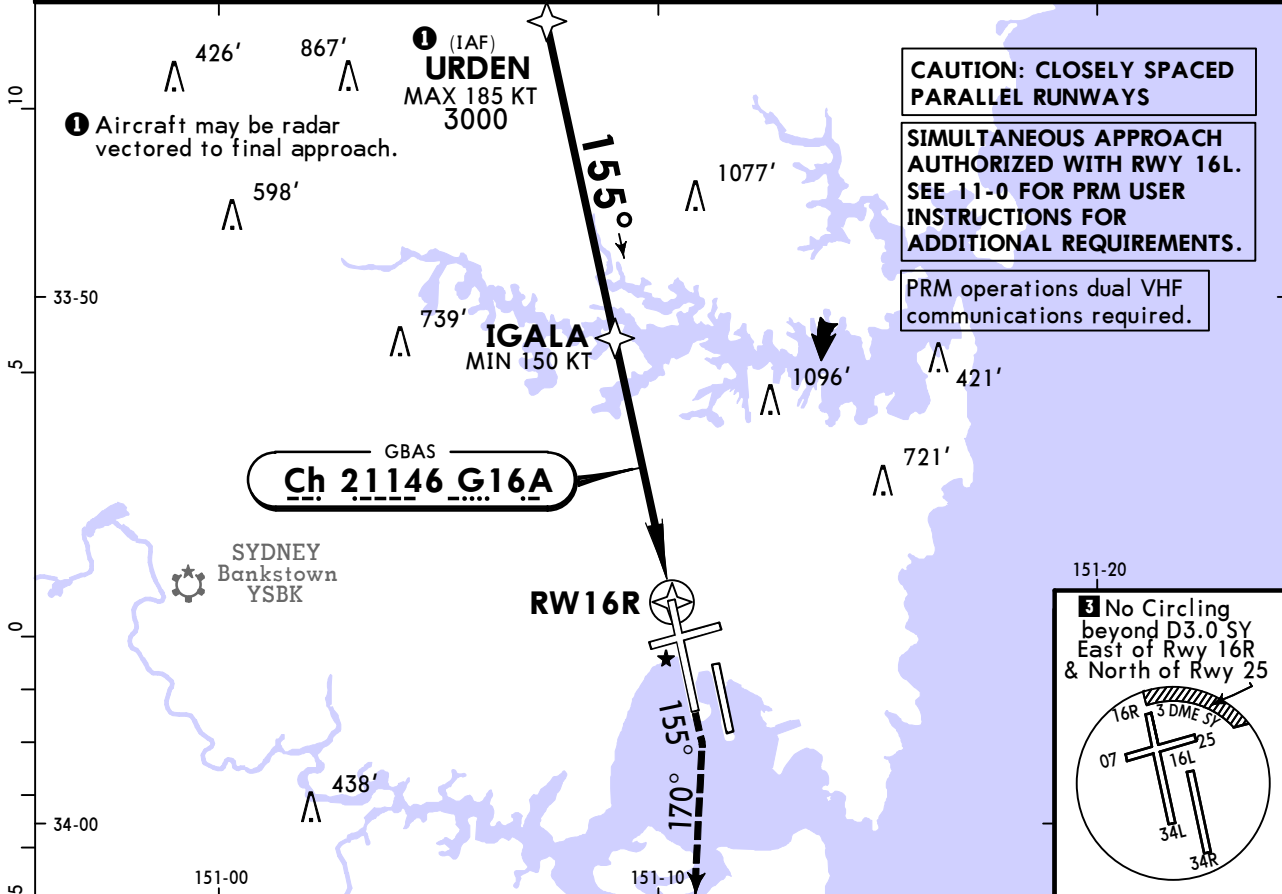 426'
867'
❶ (IAF)
URDEN
MAX 185 KT
3000
CAUTION: CLOSELY SPACED
PARALLEL RUNWAYS
10
❶ Aircraft may be radar
vectored to final approach.
SIMULTANEOUS APPROACH
AUTHORIZED WITH RWY 16L.
SEE 11-0 FOR PRM USER
INSTRUCTIONS FOR
ADDITIONAL REQUIREMENTS.
155°
1077'
598'
PRM operations dual VHF
communications required.
33-50
739'
IGALA
MIN 150 KT
5
1096'
421'
GBAS
Ch 21146 G16A
721'
SYDNEY
Bankstown
YSBK
151-20
RW16R
0
3 No Circling
beyond D3.0 SY
East of Rwy 16R
& North of Rwy 25
16R
3 DME SY
07
25
16L
34L
34R
155°
170°
438'
34-00
151-00
151-10
5